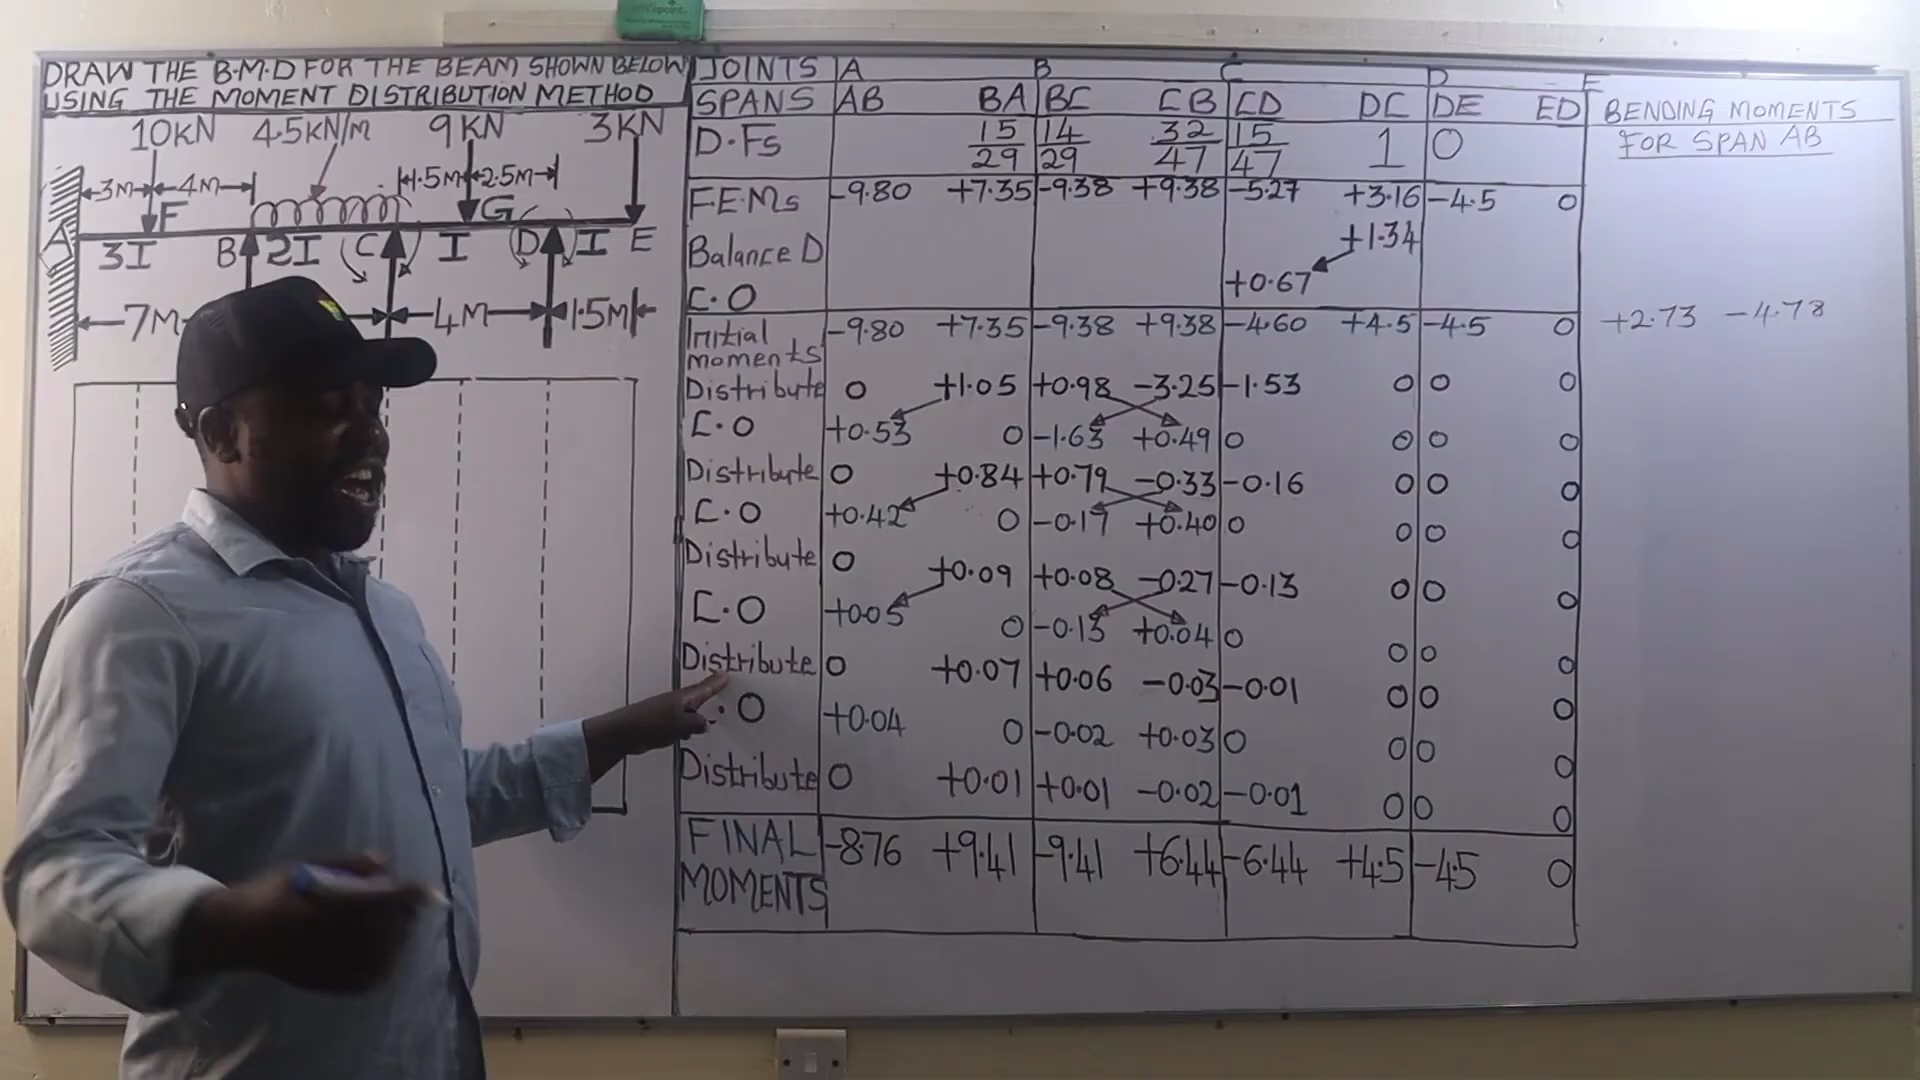 DRAW THE B.M.D FOR THE BEAM SHOWN BELOW
USING THE MOMENT DISTRIBUTION METHOD
10KN 4.5KN/m 9KN 3KN
3M 4M 1.5M 2.5M
F G
A B C D E
3I 2I I I
7M 4M 1.5M
JOINTS A B C D E
SPANS AB BA BC CB CD DC DE ED
D.Fs 15/29 14/29 32/47 15/47 1 0
F.E.Ms -9.80 +7.35 -9.38 +9.38 -5.27 +3.16 -4.5 0
Balance D +1.34
C.O +0.67
Initial moments -9.80 +7.35 -9.38 +9.38 -4.60 +4.5 -4.5 0
Distribute 0 +1.05 +0.98 -3.25 -1.53 0 0 0
C.O +0.53 0 -1.63 +0.49 0 0 0 0
Distribute 0 +0.84 +0.79 -0.33 -0.16 0 0 0
C.O +0.42 0 -0.17 +0.40 0 0 0 0
Distribute 0 +0.09 +0.08 -0.27 -0.13 0 0 0
C.O +0.05 0 -0.13 +0.04 0 0 0 0
Distribute 0 +0.07 +0.06 -0.03 -0.01 0 0 0
.O +0.04 0 -0.02 +0.03 0 0 0 0
Distribute 0 +0.01 +0.01 -0.02 -0.01 0 0 0
FINAL MOMENTS -8.76 +9.41 -9.41 +6.44 -6.44 +4.5 -4.5 0
BENDING MOMENTS
FOR SPAN AB
+2.73 -4.78